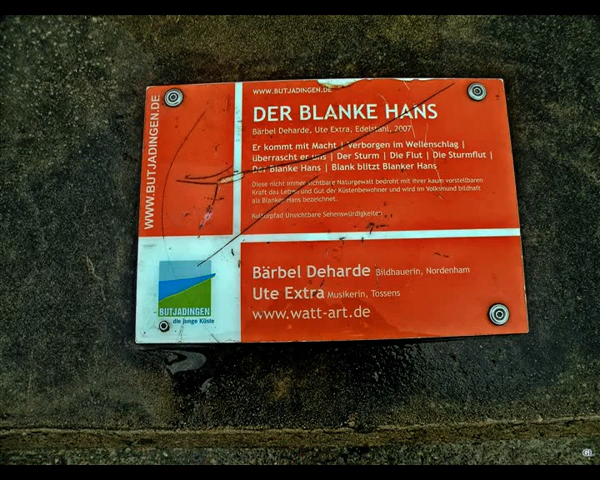 WWW.BUTJADINGEN.DE
WWW.BUTJADINGEN.DE
DER BLANKE HANS
Bärbel Deharde, Ute Extra, Edelstahl, 2007
Er kommt mit Macht | Verborgen im Wellenschlag |
überrascht er uns | Der Sturm | Die Flut | Die Sturmflut |
Der Blanke Hans | Blank blitzt Blanker Hans
Diese nicht immer sichtbare Naturgewalt bedroht mit ihrer kaum vorstellbaren
Kraft das Leben und Gut der Küstenbewohner und wird im Volksmund bildhaft
als Blanker Hans bezeichnet.
Kulturpfad Unsichtbare Sehenswürdigkeiten
Bärbel Deharde Bildhauerin, Nordenham
Ute Extra Musikerin, Tossens
www.watt-art.de
BUTJADINGEN
die junge Küste